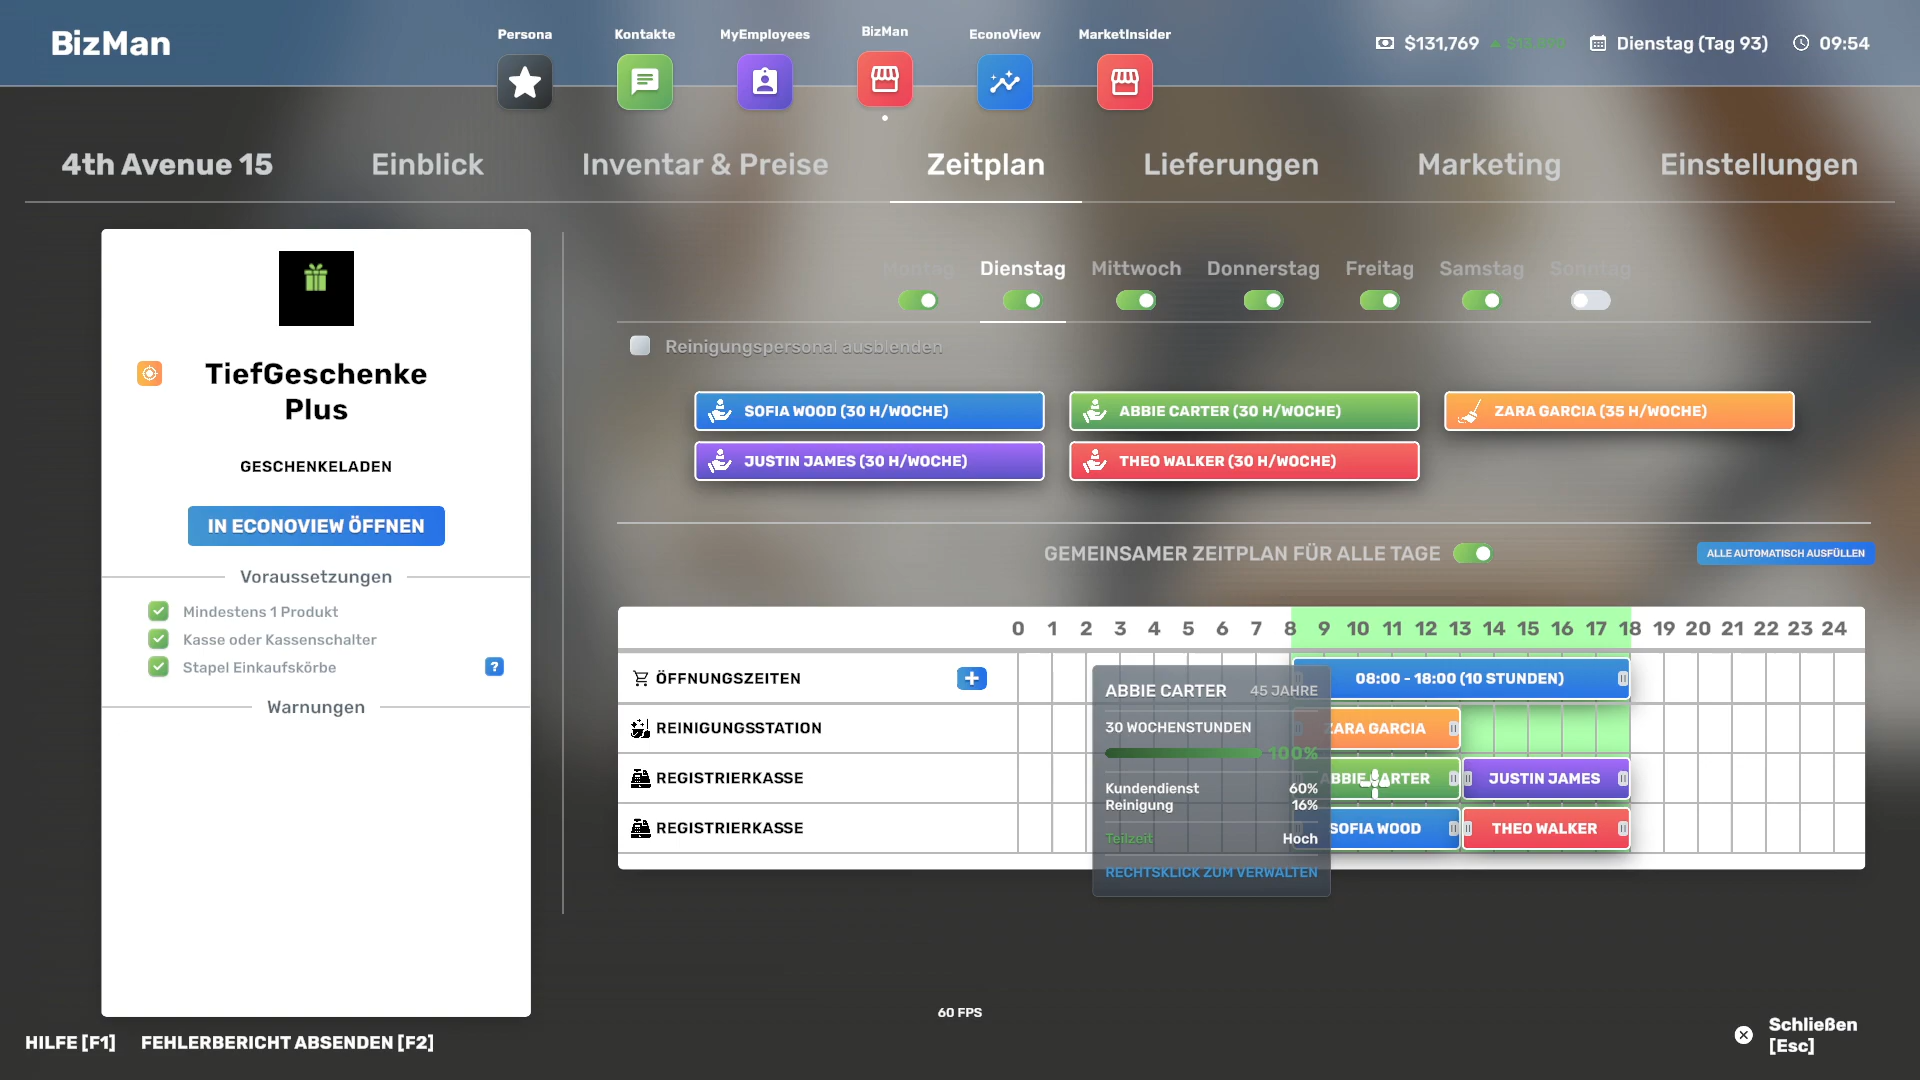 BizMan
Persona
Kontakte
MyEmployees
BizMan
EconoView
MarketInsider
$131,769
Dienstag (Tag 93)
09:54
4th Avenue 15
Einblick
Inventar & Preise
Zeitplan
Lieferungen
Marketing
Einstellungen
TiefGeschenke
Plus
GESCHENKELADEN
IN ECONOVIEW ÖFFNEN
Voraussetzungen
Mindestens 1 Produkt
Kasse oder Kassenschalter
Stapel Einkaufskörbe
?
Warnungen
Montag
Dienstag
Mittwoch
Donnerstag
Freitag
Samstag
Sonntag
Reinigungspersonal ausblenden
SOFIA WOOD (30 H/WOCHE)
ABBIE CARTER (30 H/WOCHE)
ZARA GARCIA (35 H/WOCHE)
JUSTIN JAMES (30 H/WOCHE)
THEO WALKER (30 H/WOCHE)
GEMEINSAMER ZEITPLAN FÜR ALLE TAGE
ALLE AUTOMATISCH AUSFÜLLEN
0 1 2 3 4 5 6 7 8 9 10 11 12 13 14 15 16 17 18 19 20 21 22 23 24
ÖFFNUNGSZEITEN
08:00 - 18:00 (10 STUNDEN)
REINIGUNGSSTATION
ZARA GARCIA
REGISTRIERKASSE
ABBIE CARTER
JUSTIN JAMES
REGISTRIERKASSE
SOFIA WOOD
THEO WALKER
ABBIE CARTER
45 JAHRE
30 WOCHENSTUNDEN
100%
Kundendienst
60%
Reinigung
16%
Teilzeit
Hoch
RECHTSKLICK ZUM VERWALTEN
60 FPS
HILFE [F1]
FEHLERBERICHT ABSENDEN [F2]
Schließen
[Esc]